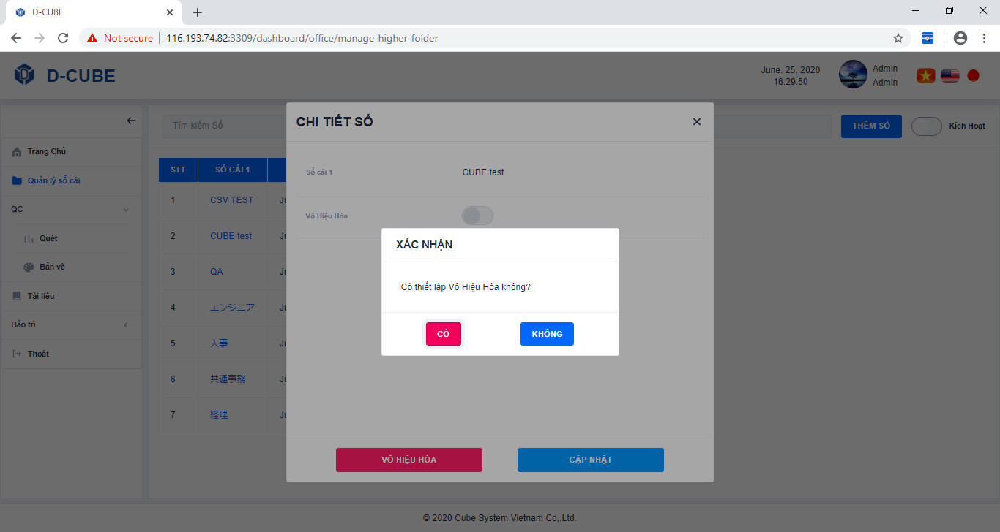 D-CUBE
Not secure
116.193.74.82:3309/dashboard/office/manage-higher-folder
D-CUBE
June. 25, 2020
16:29:50
Admin
Admin
CHI TIẾT SỔ
Tìm kiếm Sổ
THÊM SỔ
Kích Hoạt
Trang Chủ
Quản lý sổ cái
QC
Quét
Bản vẽ
Tài liệu
Bảo trì
Thoát
STT
SỔ CÁI 1
1
CSV TEST
Ju
2
CUBE test
Ju
3
QA
Ju
4
エンジニア
Ju
5
人事
Ju
6
共通事務
Ju
7
経理
Ju
Sổ cái 1
CUBE test
Vô Hiệu Hóa
XÁC NHẬN
Có thiết lập Vô Hiệu Hóa không?
CÓ
KHÔNG
VÔ HIỆU HÓA
CẬP NHẬT
© 2020 Cube System Vietnam Co,.Ltd.